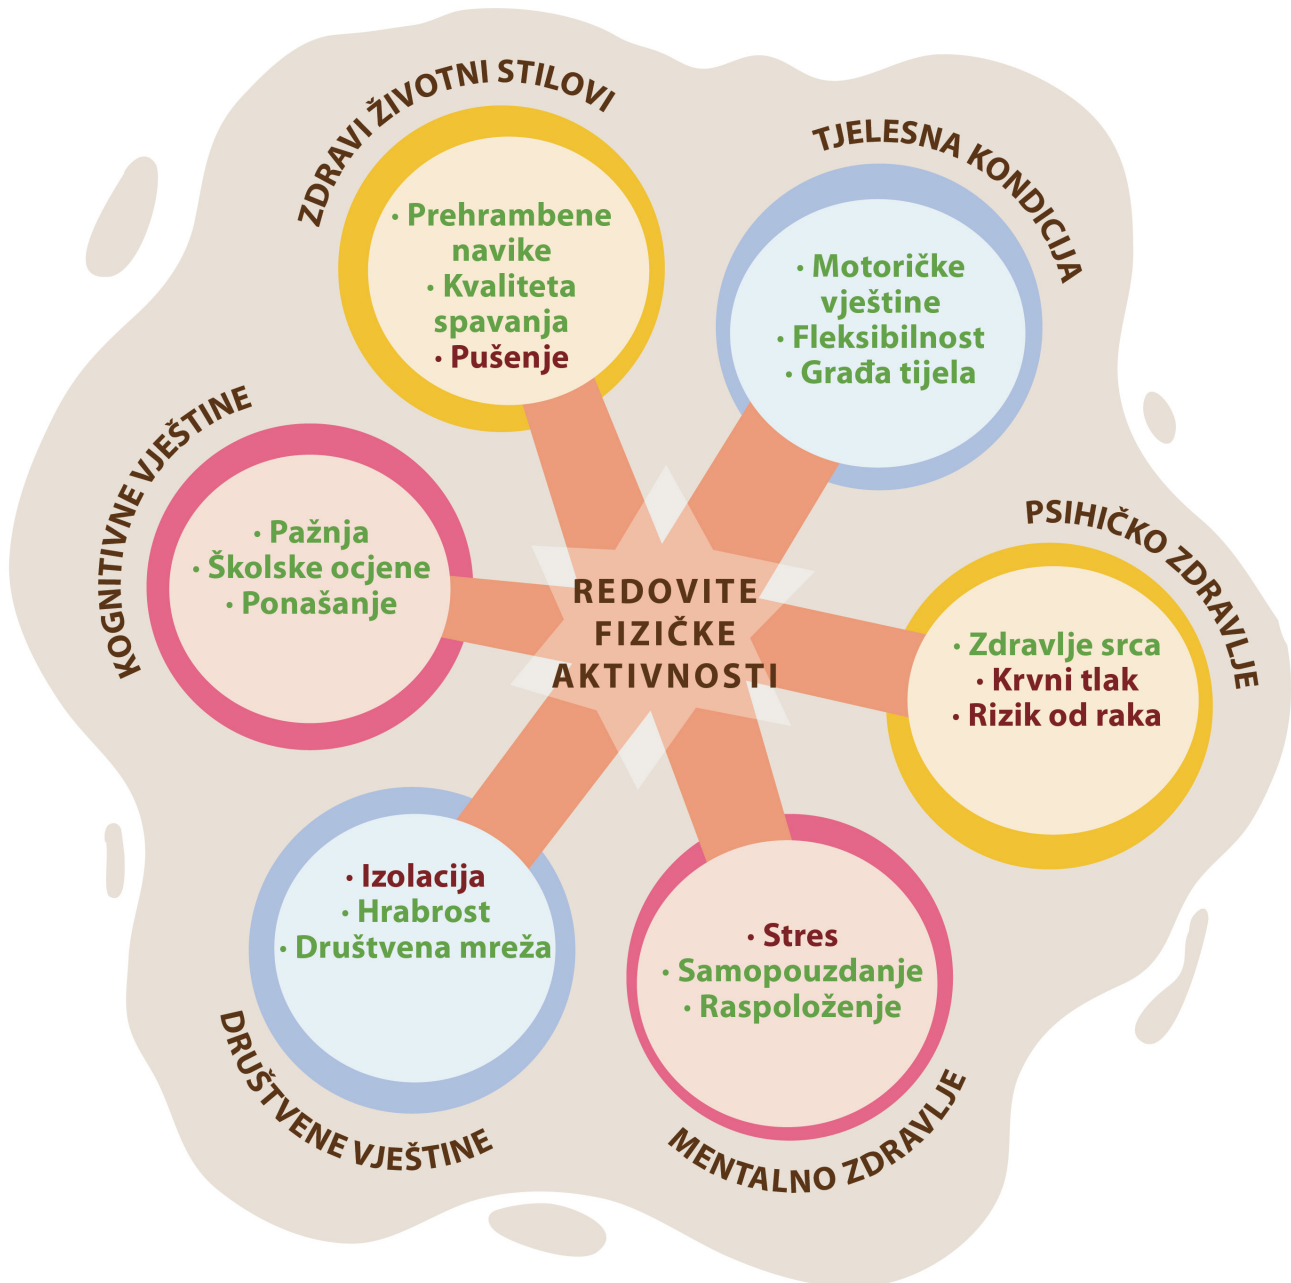 ZDRAVI ŽIVOTNI STILOVI
• Prehrambene
navike
• Kvaliteta
spavanja
• Pušenje
TJELESNA KONDICIJA
• Motoričke
vještine
• Fleksibilnost
• Građa tijela
KOGNITIVNE VJEŠTINE
• Pažnja
• Školske ocjene
• Ponašanje
REDOVITE
FIZIČKE
AKTIVNOSTI
PSIHIČKO ZDRAVLJE
• Zdravlje srca
• Krvni tlak
• Rizik od raka
• Izolacija
• Hrabrost
• Društvena mreža
DRUŠTVENE VJEŠTINE
• Stres
• Samopouzdanje
• Raspoloženje
MENTALNO ZDRAVLJE